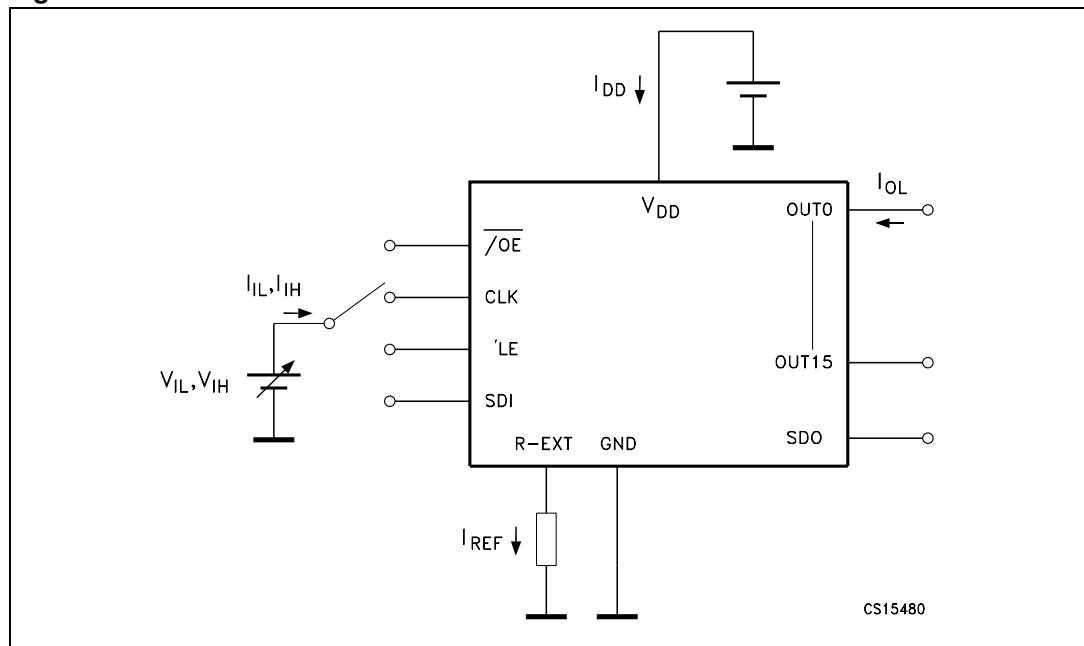 I_DD
V_DD
OUT0
I_OL
/OE
I_IL,I_IH
CLK
'LE
OUT15
V_IL,V_IH
SDI
SDO
R-EXT GND
I_REF
CS15480